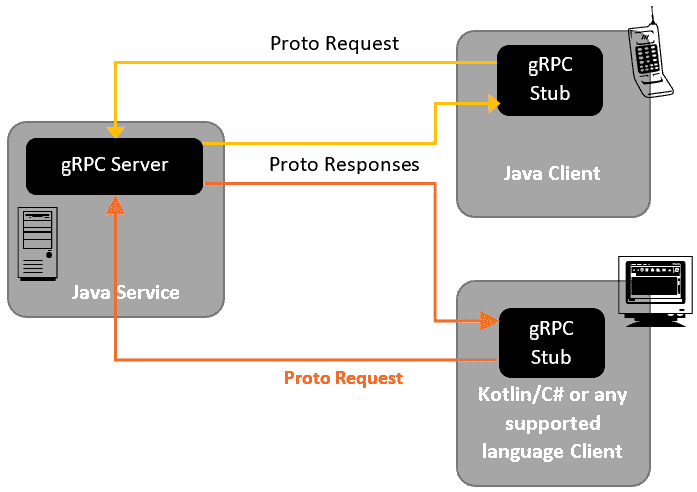 Proto Request
gRPC
Stub
Java Client
gRPC Server
Proto Responses
Java Service
gRPC
Stub
Proto Request
Kotlin/C# or any
supported
language Client